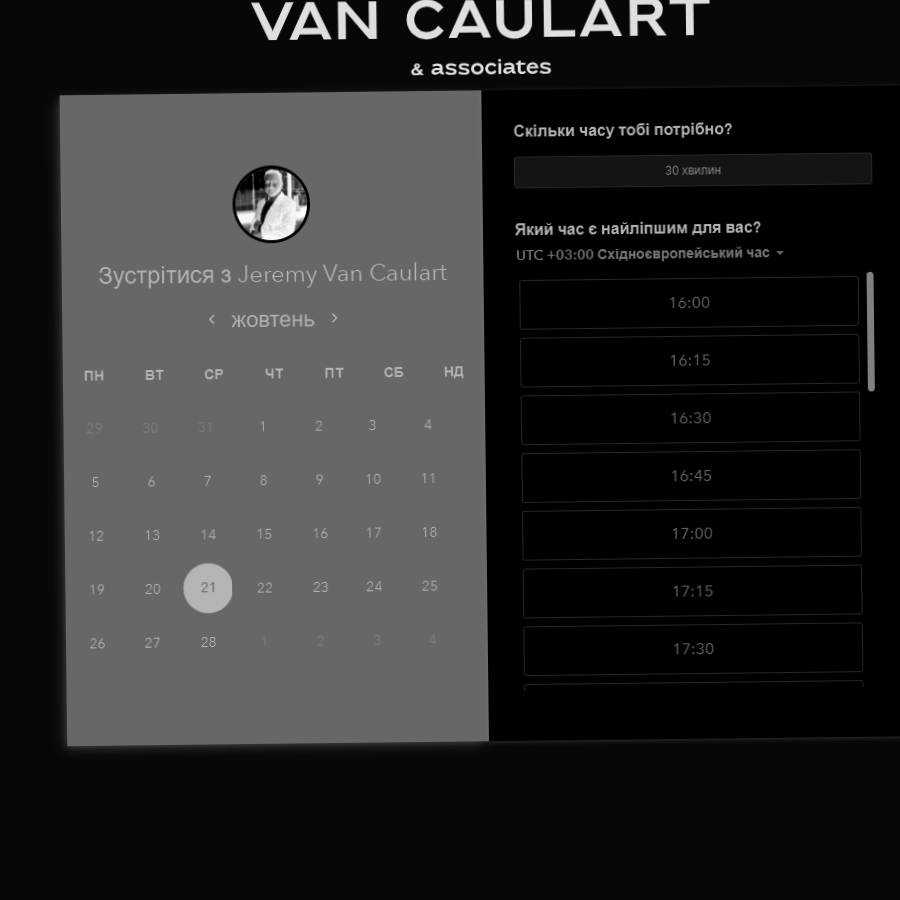 VAN CAULART
& associates
Зустрітися з Jeremy Van Caulart
‹ жовтень ›
ПН ВТ СР ЧТ ПТ СБ НД
29 30 31 1 2 3 4
5 6 7 8 9 10 11
12 13 14 15 16 17 18
19 20 21 22 23 24 25
26 27 28 1 2 3 4
Скільки часу тобі потрібно?
30 хвилин
Який час є найліпшим для вас?
UTC +03:00 Східноєвропейський час
16:00
16:15
16:30
16:45
17:00
17:15
17:30